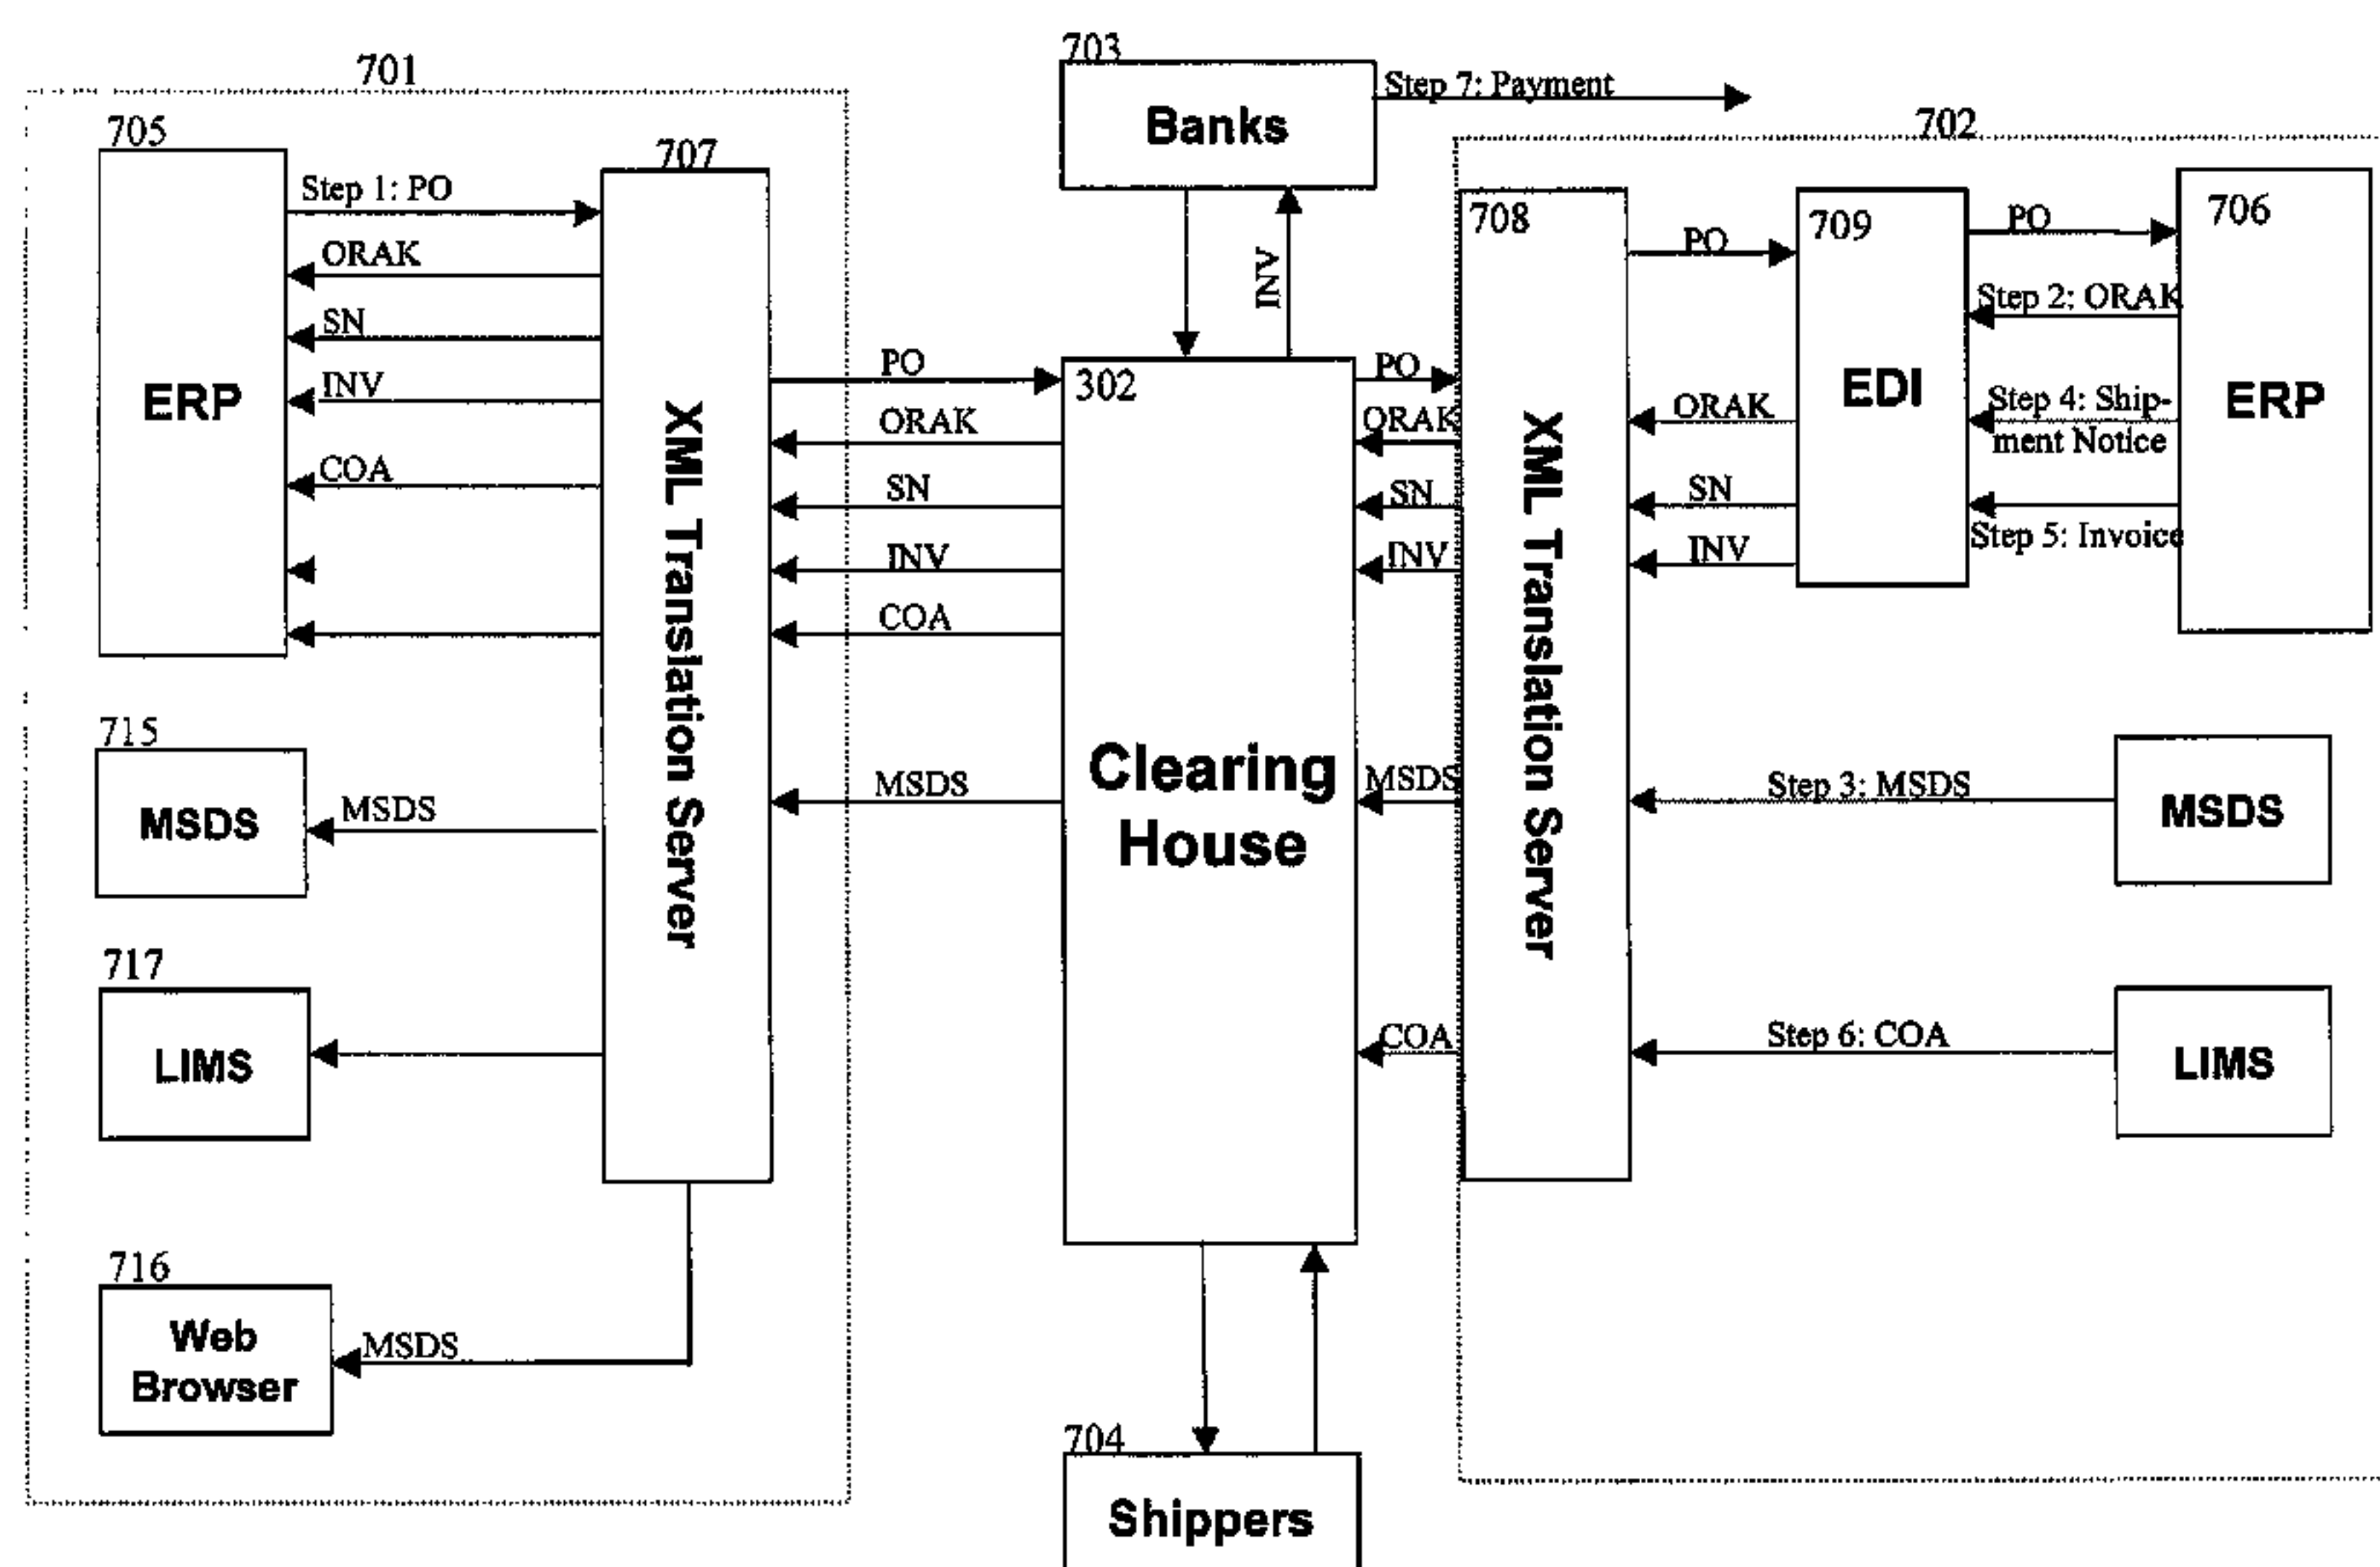 703
701
Step 7: Payment
702
Banks
705
707
Step 1: PO
ORAK
SN
INV
COA
ERP
XML Translation Server
PO
ORAK
SN
INV
COA
MSDS
INV
302
Clearing
House
PO
ORAK
SN
INV
MSDS
COA
708
XML Translation Server
PO
ORAK
SN
INV
709
EDI
PO
Step 2: ORAK
Step 4: Ship-
ment Notice
Step 5: Invoice
706
ERP
715
MSDS
MSDS
Step 3: MSDS
MSDS
717
LIMS
Step 6: COA
LIMS
716
Web
Browser
MSDS
704
Shippers